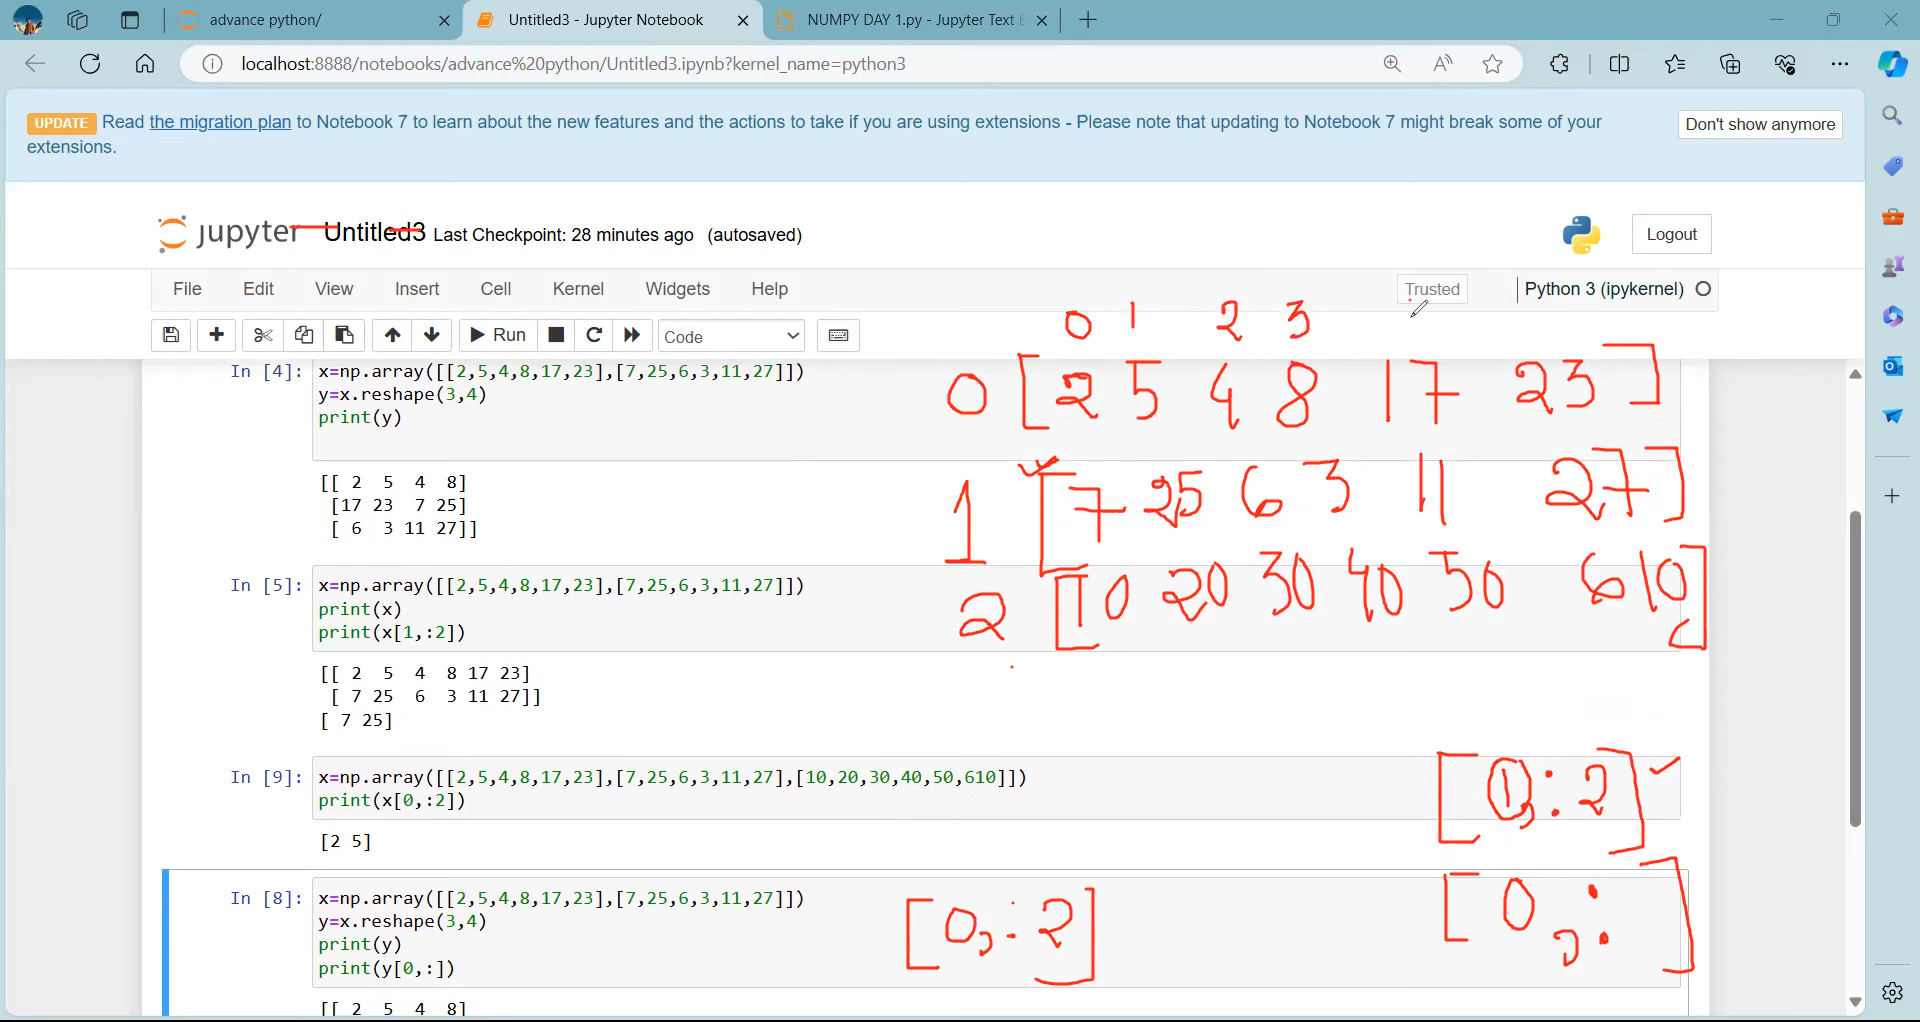 advance python/
Untitled3 - Jupyter Notebook
NUMPY DAY 1.py - Jupyter Text E
localhost:8888/notebooks/advance%20python/Untitled3.ipynb?kernel_name=python3
UPDATE Read the migration plan to Notebook 7 to learn about the new features and the actions to take if you are using extensions - Please note that updating to Notebook 7 might break some of your
extensions.
Don't show anymore
jupyter Untitled3 Last Checkpoint: 28 minutes ago (autosaved)
Logout
File Edit View Insert Cell Kernel Widgets Help
Trusted
Python 3 (ipykernel)
Run
Code
0 1 2 3
In [4]: x=np.array([[2,5,4,8,17,23],[7,25,6,3,11,27]])
y=x.reshape(3,4)
print(y)
0 [2 5 4 8 17 23]
[[ 2 5 4 8]
[17 23 7 25]
[ 6 3 11 27]]
1 [7 25 6 3 11 27]
In [5]: x=np.array([[2,5,4,8,17,23],[7,25,6,3,11,27]])
print(x)
print(x[1,:2])
2 [10 20 30 40 50 610]
[[ 2 5 4 8 17 23]
[ 7 25 6 3 11 27]]
[ 7 25]
In [9]: x=np.array([[2,5,4,8,17,23],[7,25,6,3,11,27],[10,20,30,40,50,610]])
print(x[0,:2])
[1,:2]
[2 5]
In [8]: x=np.array([[2,5,4,8,17,23],[7,25,6,3,11,27]])
y=x.reshape(3,4)
print(y)
print(y[0,:])
[0,:2]
[0,:]
[[ 2 5 4 8]